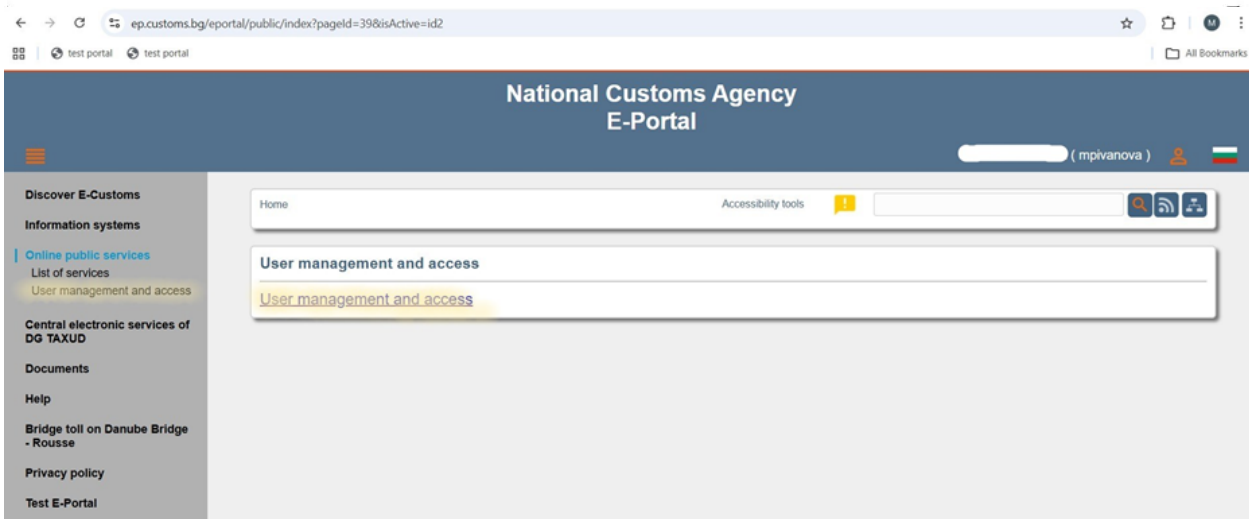 ep.customs.bg/eportal/public/index?pageId=39&isActive=id2
M
test portal
test portal
All Bookmarks
National Customs Agency
E-Portal
( mpivanova )
Discover E-Customs
Information systems
Online public services
List of services
User management and access
Central electronic services of
DG TAXUD
Documents
Help
Bridge toll on Danube Bridge
- Rousse
Privacy policy
Test E-Portal
Home
Accessibility tools
User management and access
User management and access